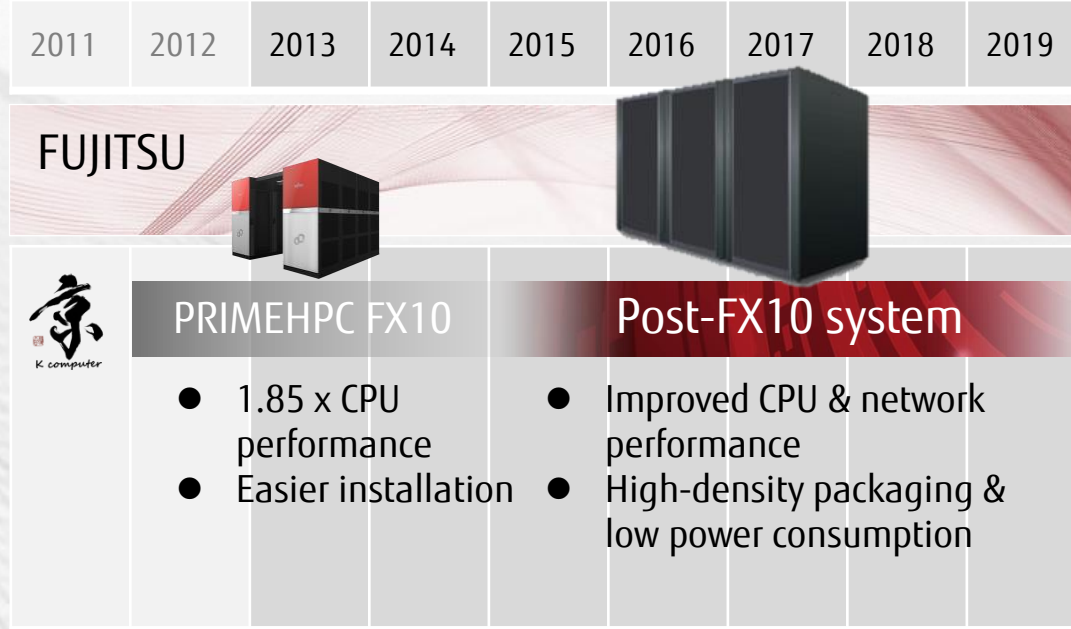 2011 2012 2013 2014 2015 2016 2017 2018 2019
FUJITSU
京
K computer
PRIMEHPC FX10
Post-FX10 system
● 1.85 x CPU
performance
● Easier installation
● Improved CPU & network
performance
● High-density packaging &
low power consumption